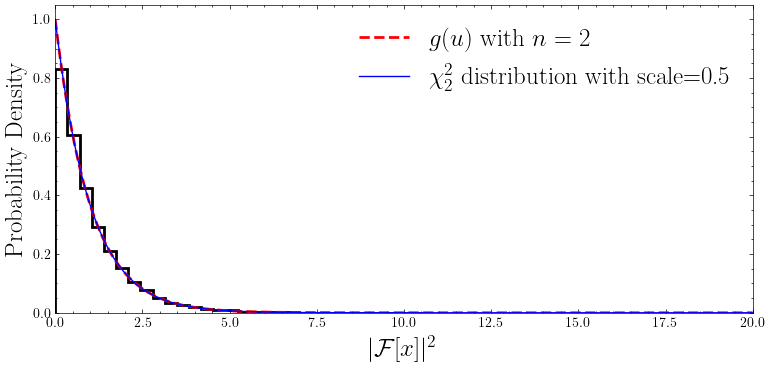 g(u) with n = 2
χ₂² distribution with scale=0.5
Probability Density
1.0
0.8
0.6
0.4
0.2
0.0
0.0 2.5 5.0 7.5 10.0 12.5 15.0 17.5 20.0
|ℱ[x]|²